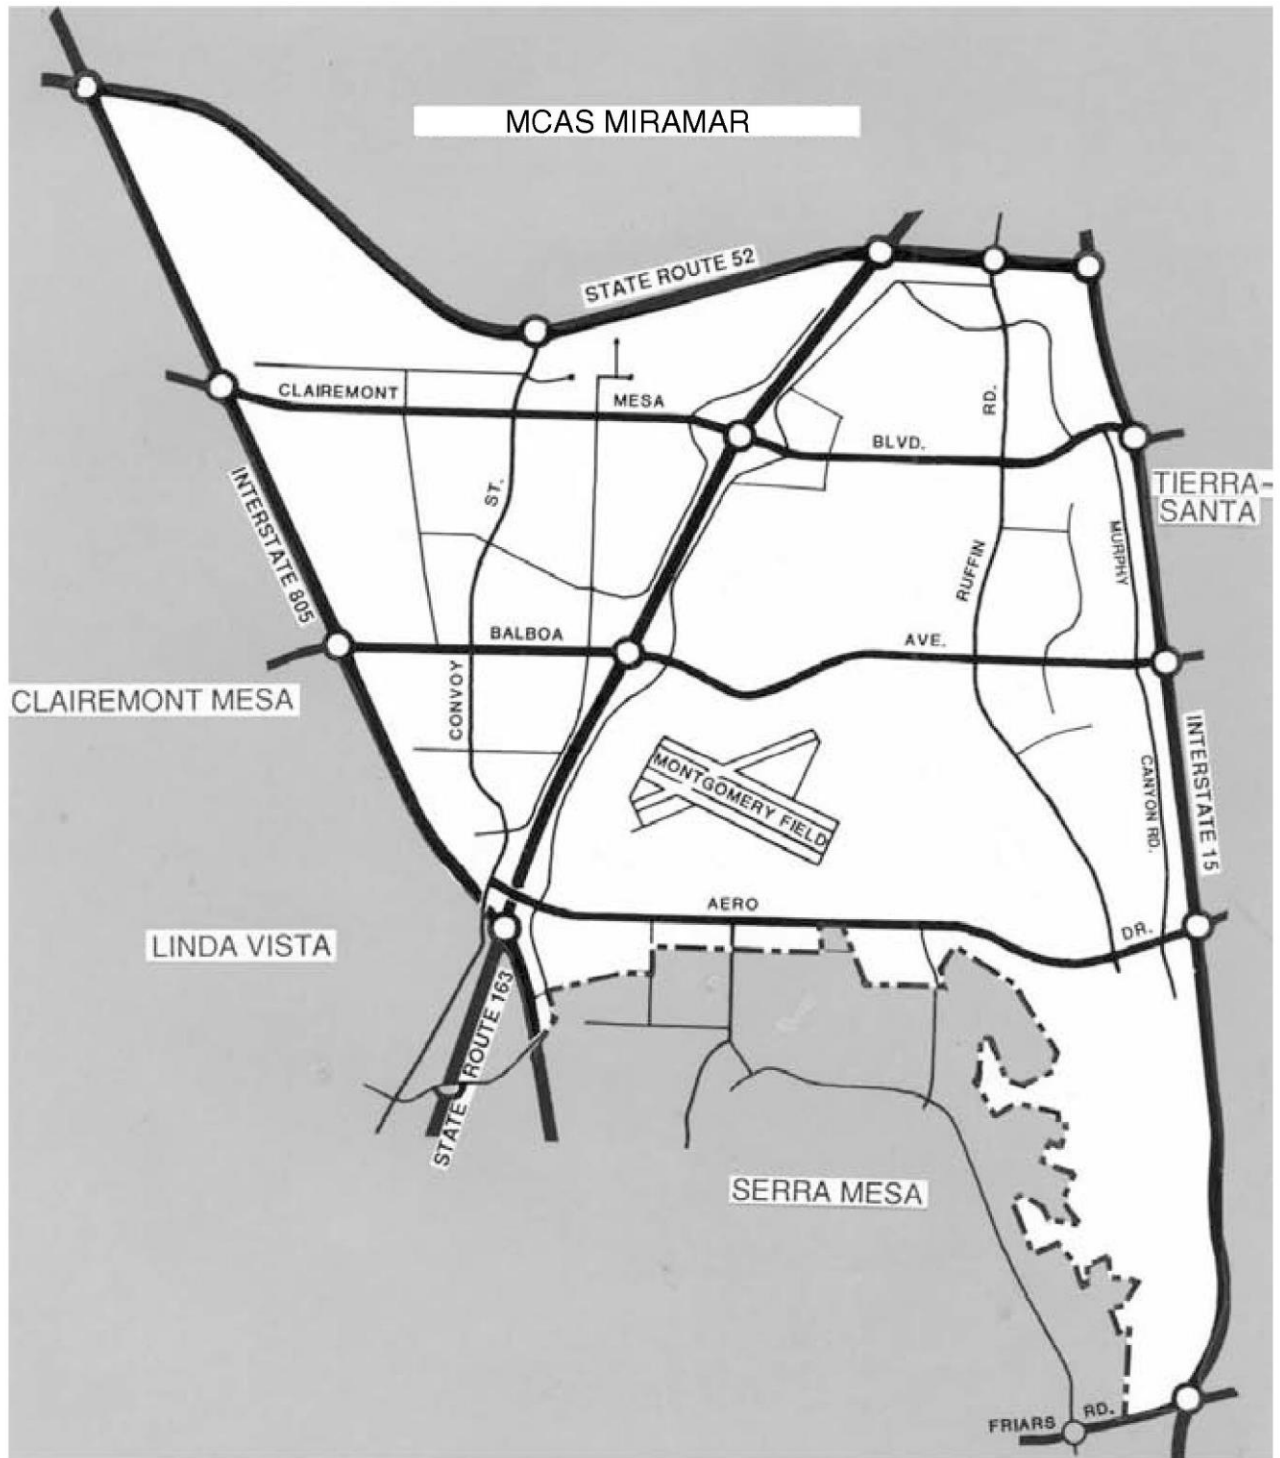 MCAS MIRAMAR
STATE ROUTE 52
CLAIREMONT
MESA
BLVD.
RD.
ST.
TIERRA-
SANTA
INTERSTATE 805
RUFFIN
MURPHY
BALBOA
AVE.
CLAIREMONT MESA
CONVOY
MONTGOMERY FIELD
CANYON RD.
INTERSTATE 15
AERO
DR.
LINDA VISTA
STATE ROUTE 163
SERRA MESA
FRIARS
RD.